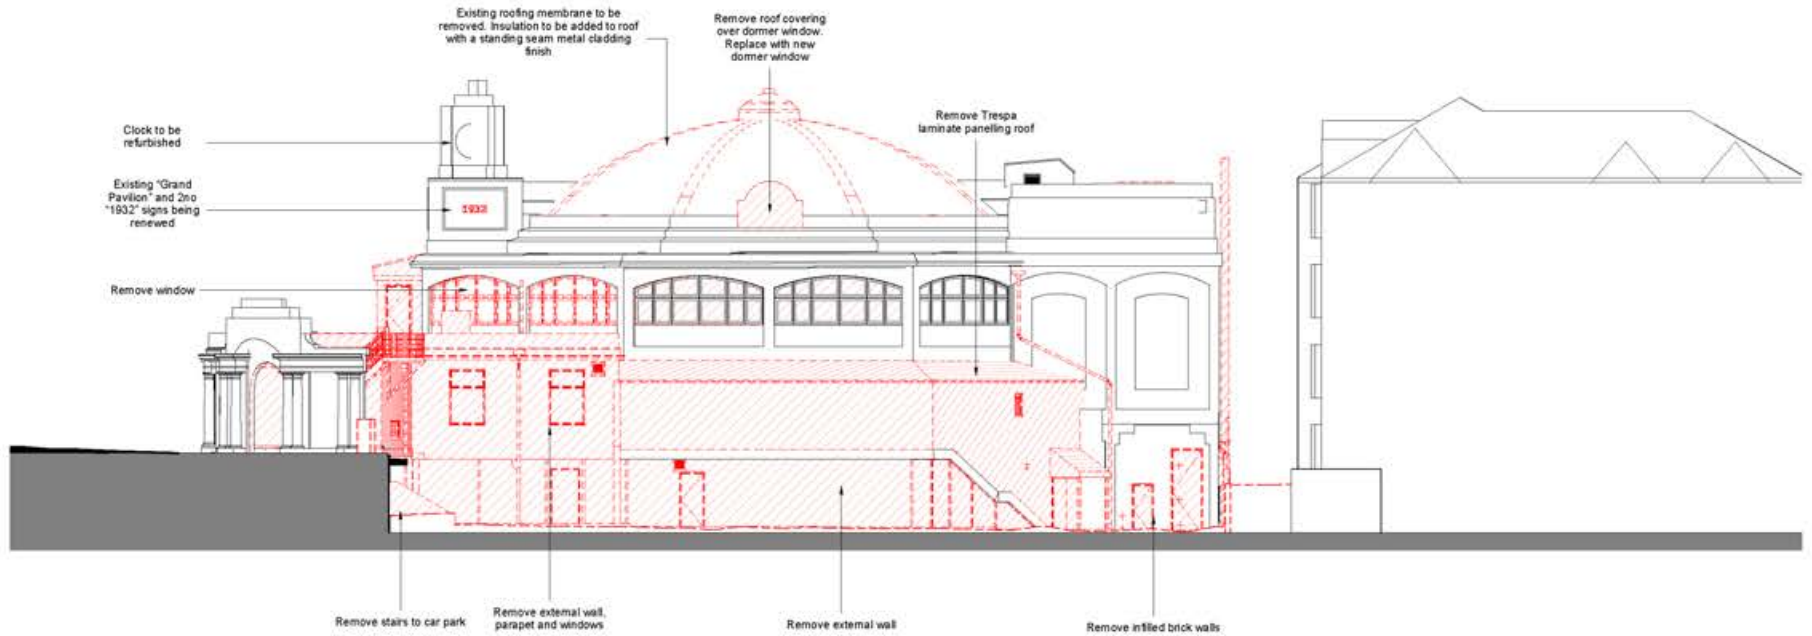 Existing roofing membrane to be
removed. Insulation to be added to roof
with a standing seam metal cladding
finish
Remove roof covering
over dormer window.
Replace with new
dormer window
Remove Trespa
laminate panelling roof
Clock to be
refurbished
Existing "Grand
Pavilion" and 2no
"1932" signs being
renewed
1932
Remove window
Remove stairs to car park
Remove external wall,
parapet and windows
Remove external wall
Remove infilled brick walls